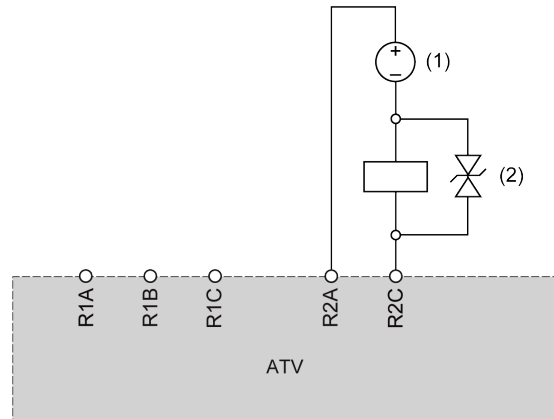 +
−
(1)
(2)
R1A
R1B
R1C
R2A
R2C
ATV